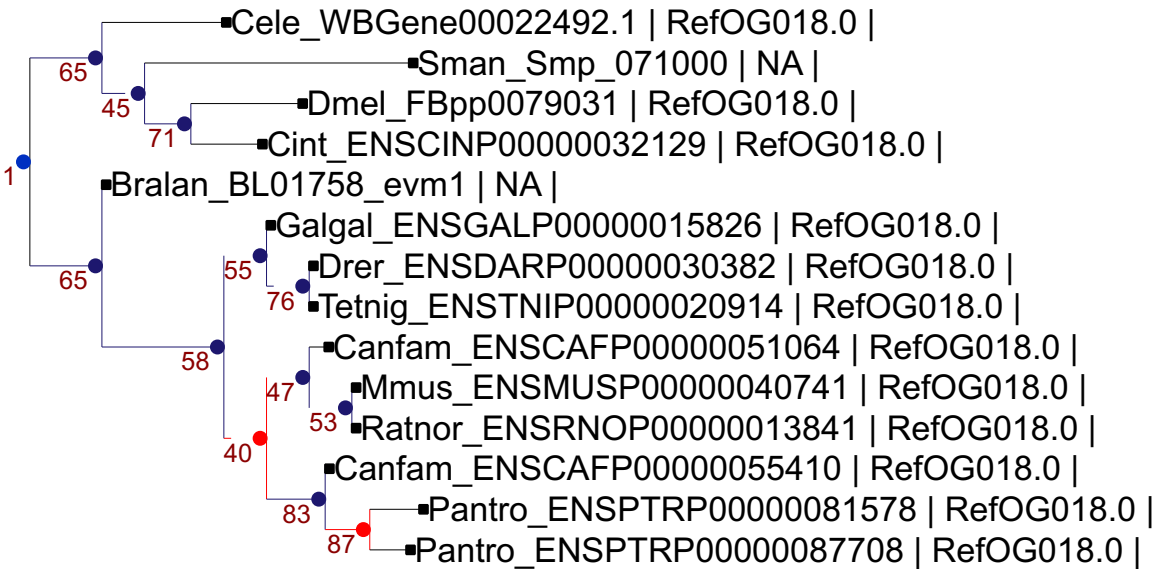 Cele_WBGene00022492.1 | RefOG018.0 |
65
Sman_Smp_071000 | NA |
45
Dmel_FBpp0079031 | RefOG018.0 |
71
Cint_ENSCINP00000032129 | RefOG018.0 |
1
Bralan_BL01758_evm1 | NA |
Galgal_ENSGALP00000015826 | RefOG018.0 |
65
55
Drer_ENSDARP00000030382 | RefOG018.0 |
76
Tetnig_ENSTNIP00000020914 | RefOG018.0 |
58
Canfam_ENSCAFP00000051064 | RefOG018.0 |
47
Mmus_ENSMUSP00000040741 | RefOG018.0 |
53
Ratnor_ENSRNOP00000013841 | RefOG018.0 |
40
Canfam_ENSCAFP00000055410 | RefOG018.0 |
83
Pantro_ENSPTRP00000081578 | RefOG018.0 |
87
Pantro_ENSPTRP00000087708 | RefOG018.0 |